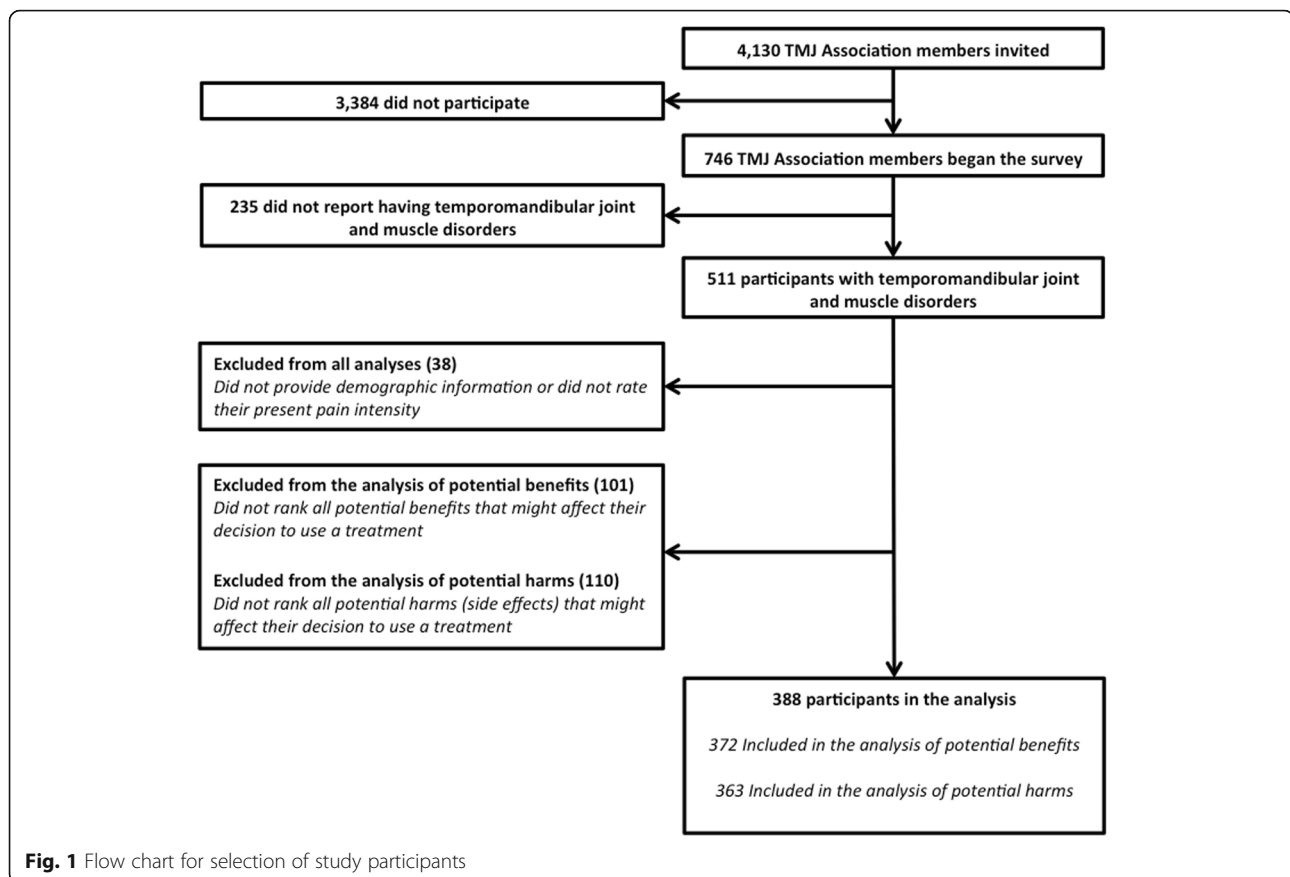 4,130 TMJ Association members invited
3,384 did not participate
746 TMJ Association members began the survey
235 did not report having temporomandibular joint
and muscle disorders
511 participants with temporomandibular joint
and muscle disorders
Excluded from all analyses (38)
Did not provide demographic information or did not rate
their present pain intensity
Excluded from the analysis of potential benefits (101)
Did not rank all potential benefits that might affect their
decision to use a treatment
Excluded from the analysis of potential harms (110)
Did not rank all potential harms (side effects) that might
affect their decision to use a treatment
388 participants in the analysis
372 Included in the analysis of potential benefits
363 Included in the analysis of potential harms
Fig. 1 Flow chart for selection of study participants